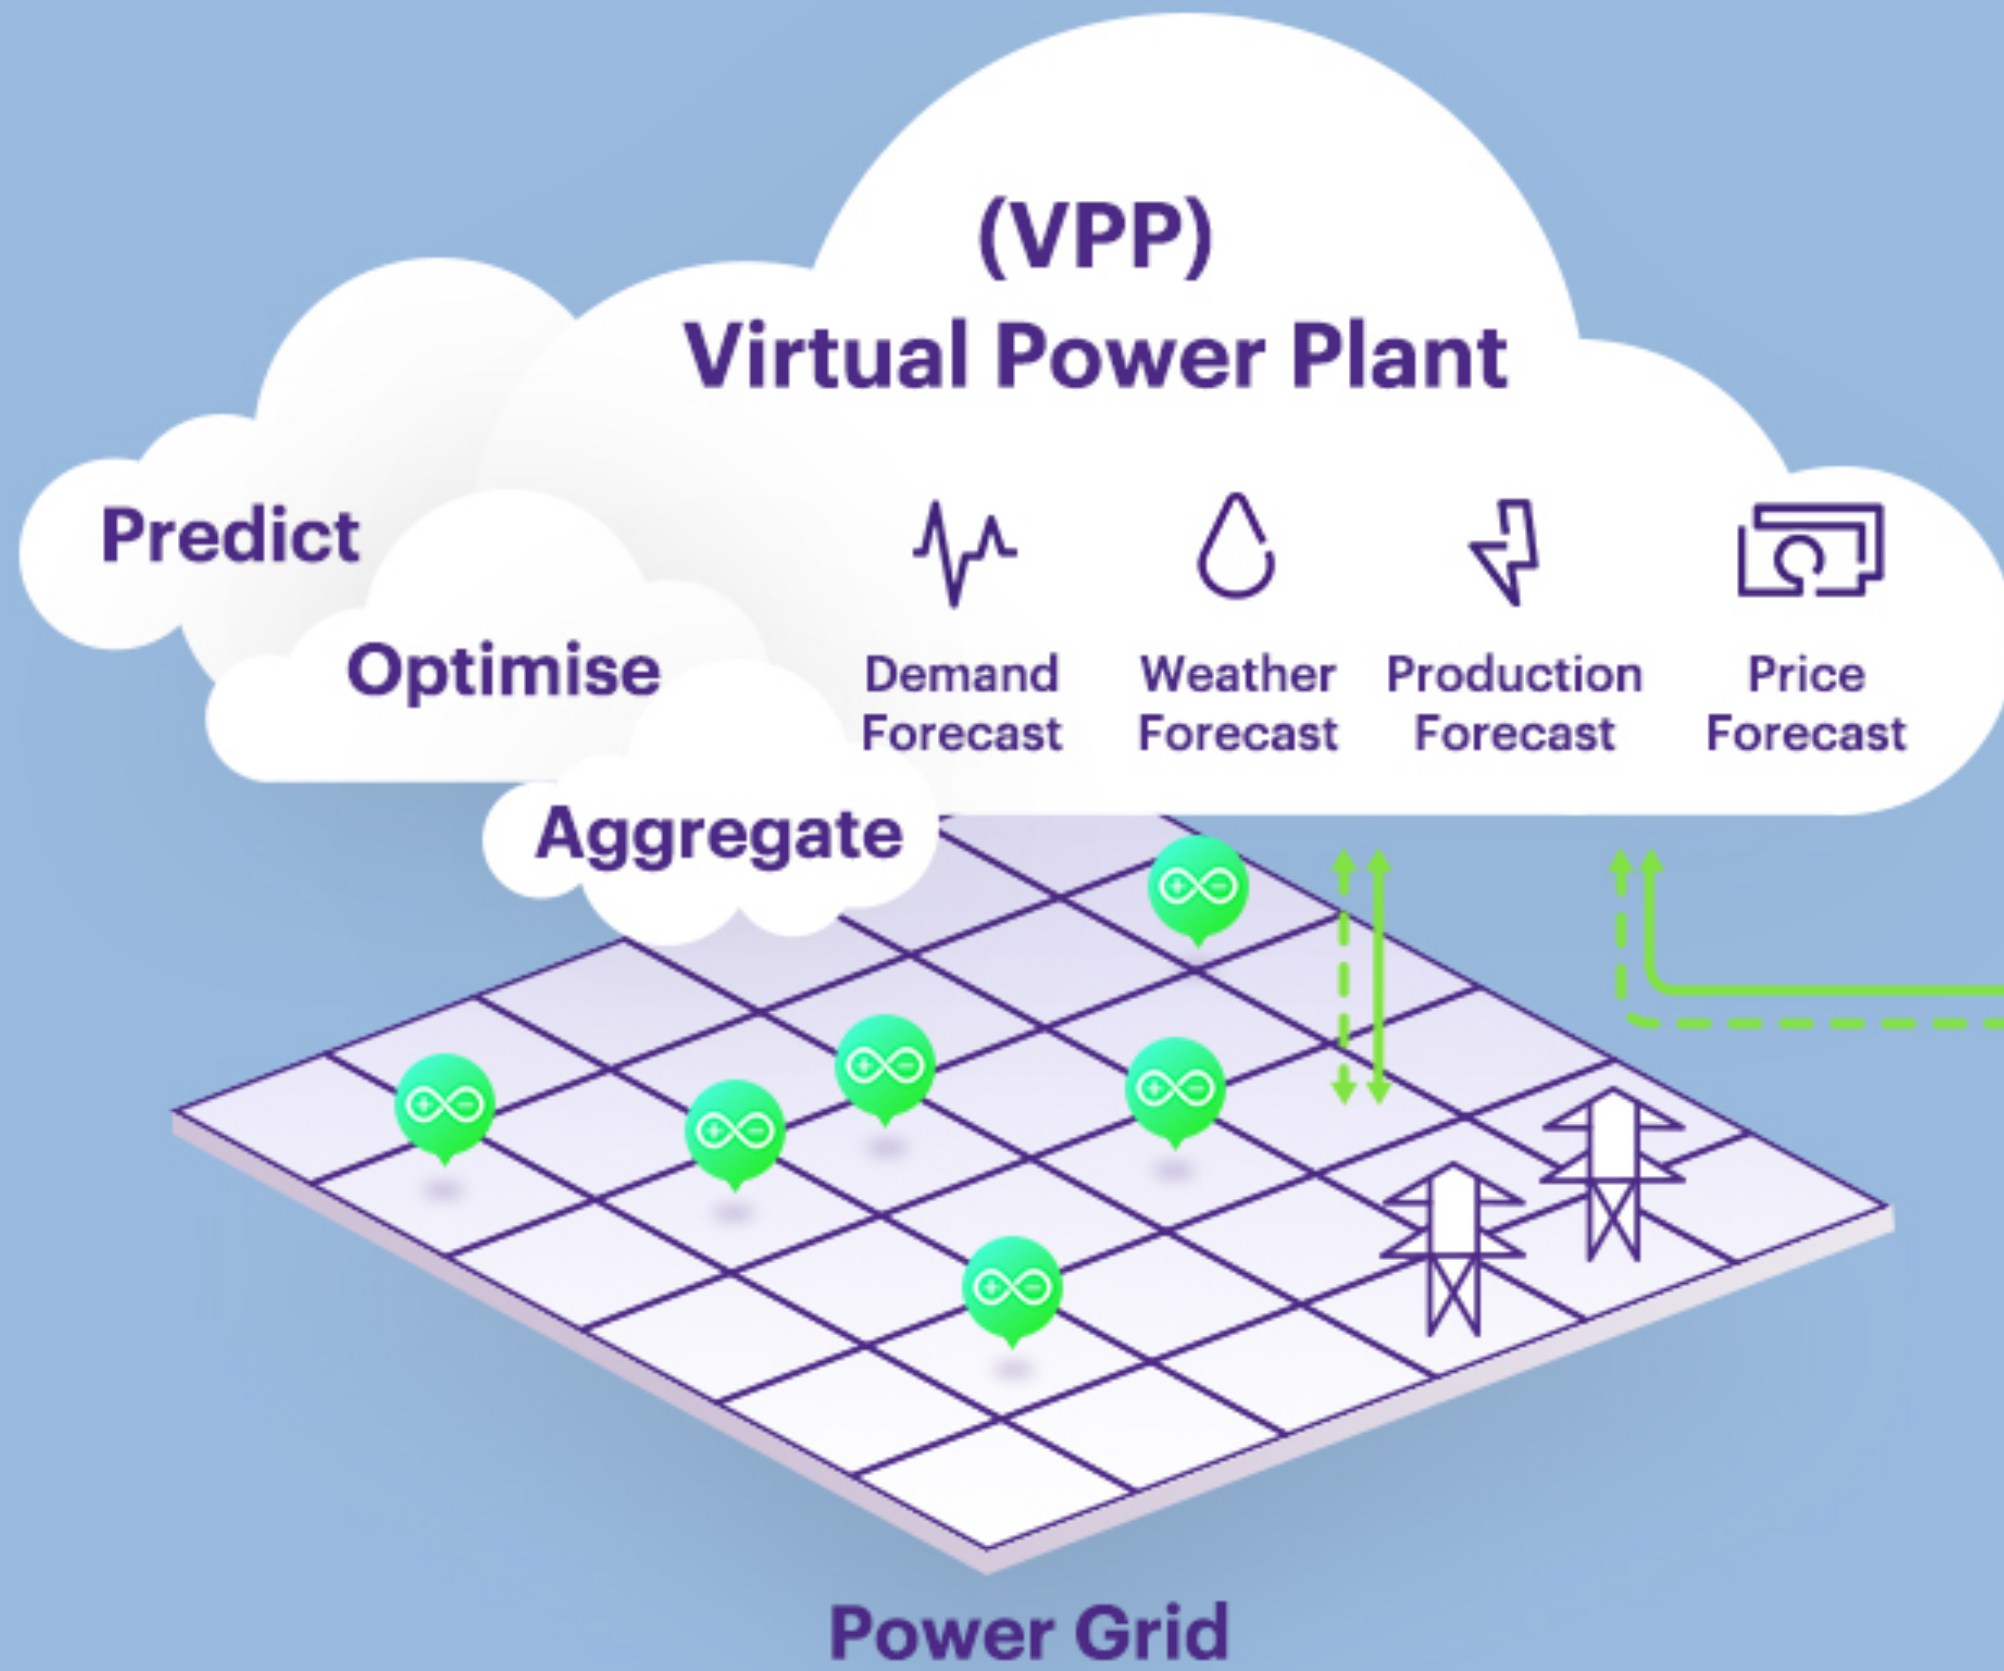 (VPP)
Virtual Power Plant
Predict
Optimise
Aggregate
Demand
Forecast
Weather
Forecast
Production
Forecast
Price
Forecast
Power Grid